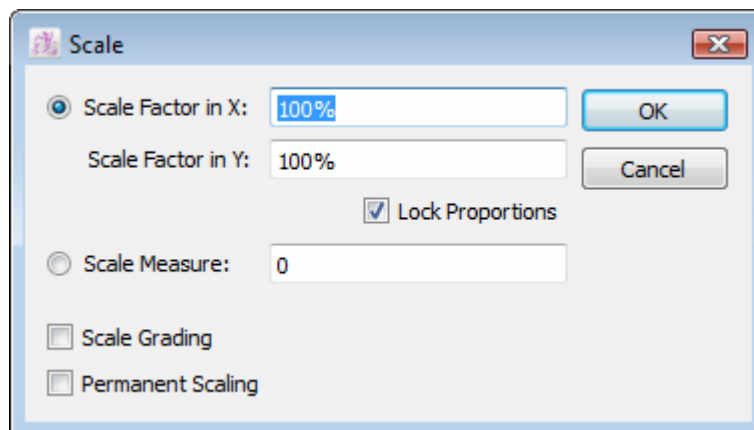 Scale
Scale Factor in X: 100% OK
Scale Factor in Y: 100% Cancel
Lock Proportions
Scale Measure: 0
Scale Grading
Permanent Scaling